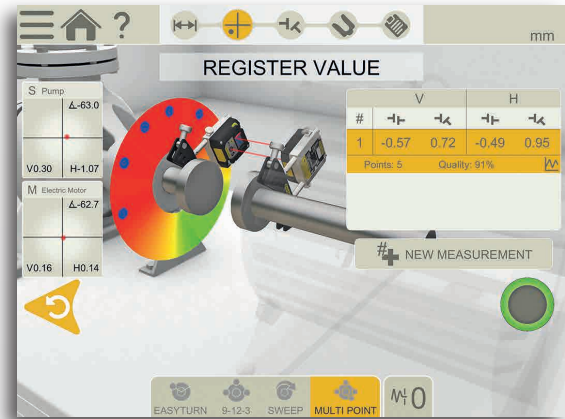 ?
mm
REGISTER VALUE
S Pump
∡-63.0
V0.30 H-1.07
M Electric Motor
∡-62.7
V0.16 H0.14
V H
#
1 -0.57 0.72 -0.49 0.95
Points: 5 Quality: 91%
# NEW MEASUREMENT
EASYTURN 9-12-3 SWEEP MULTI POINT
0